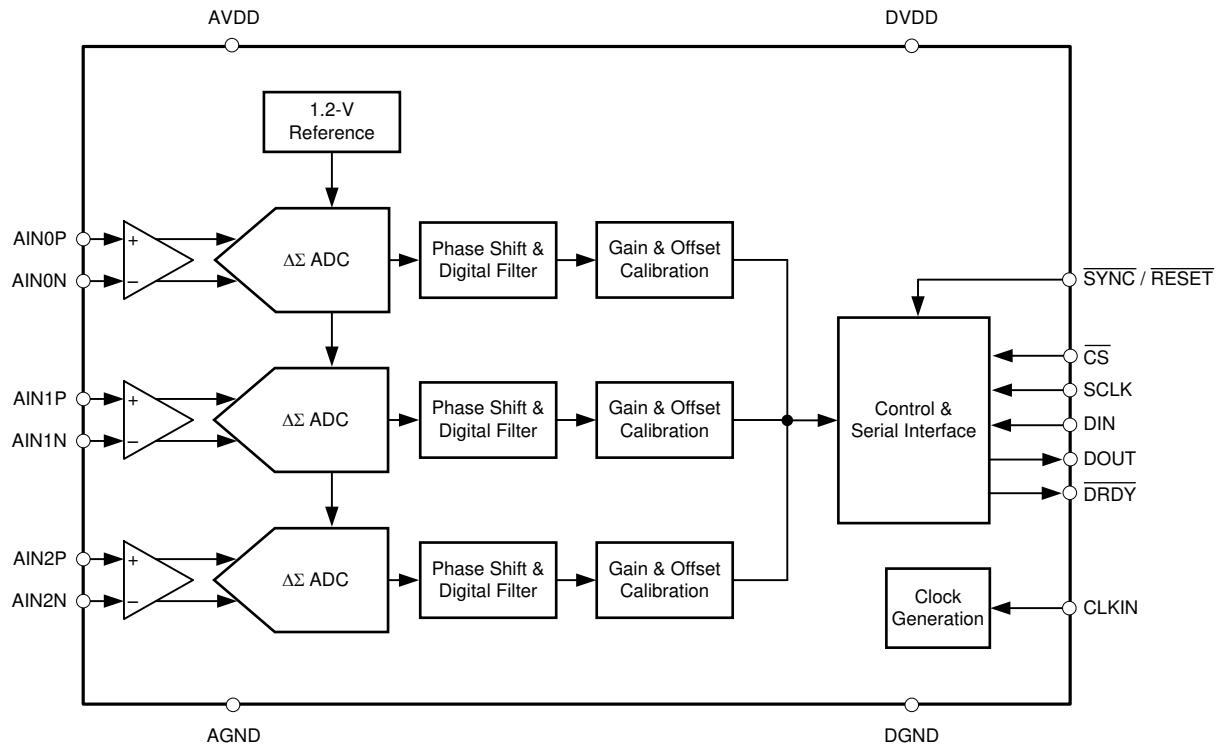 AVDD
DVDD
1.2-V
Reference
AIN0P
+
ΔΣ ADC
Phase Shift &
Digital Filter
Gain & Offset
Calibration
AIN0N
−
SYNC / RESET
CS
AIN1P
+
ΔΣ ADC
Phase Shift &
Digital Filter
Gain & Offset
Calibration
AIN1N
−
Control &
Serial Interface
SCLK
DIN
DOUT
DRDY
AIN2P
+
ΔΣ ADC
Phase Shift &
Digital Filter
Gain & Offset
Calibration
AIN2N
−
Clock
Generation
CLKIN
AGND
DGND